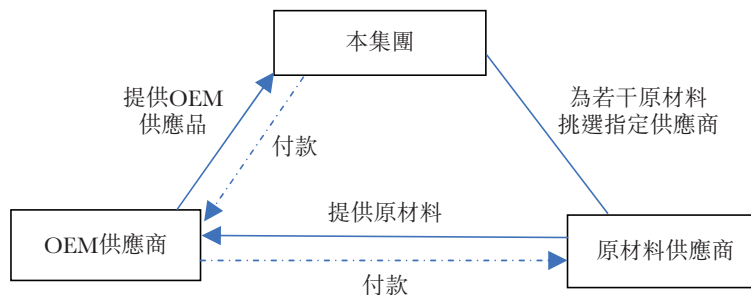 本集團
提供OEM
供應品
為若干原材料
挑選指定供應商
付款
提供原材料
OEM供應商
原材料供應商
付款